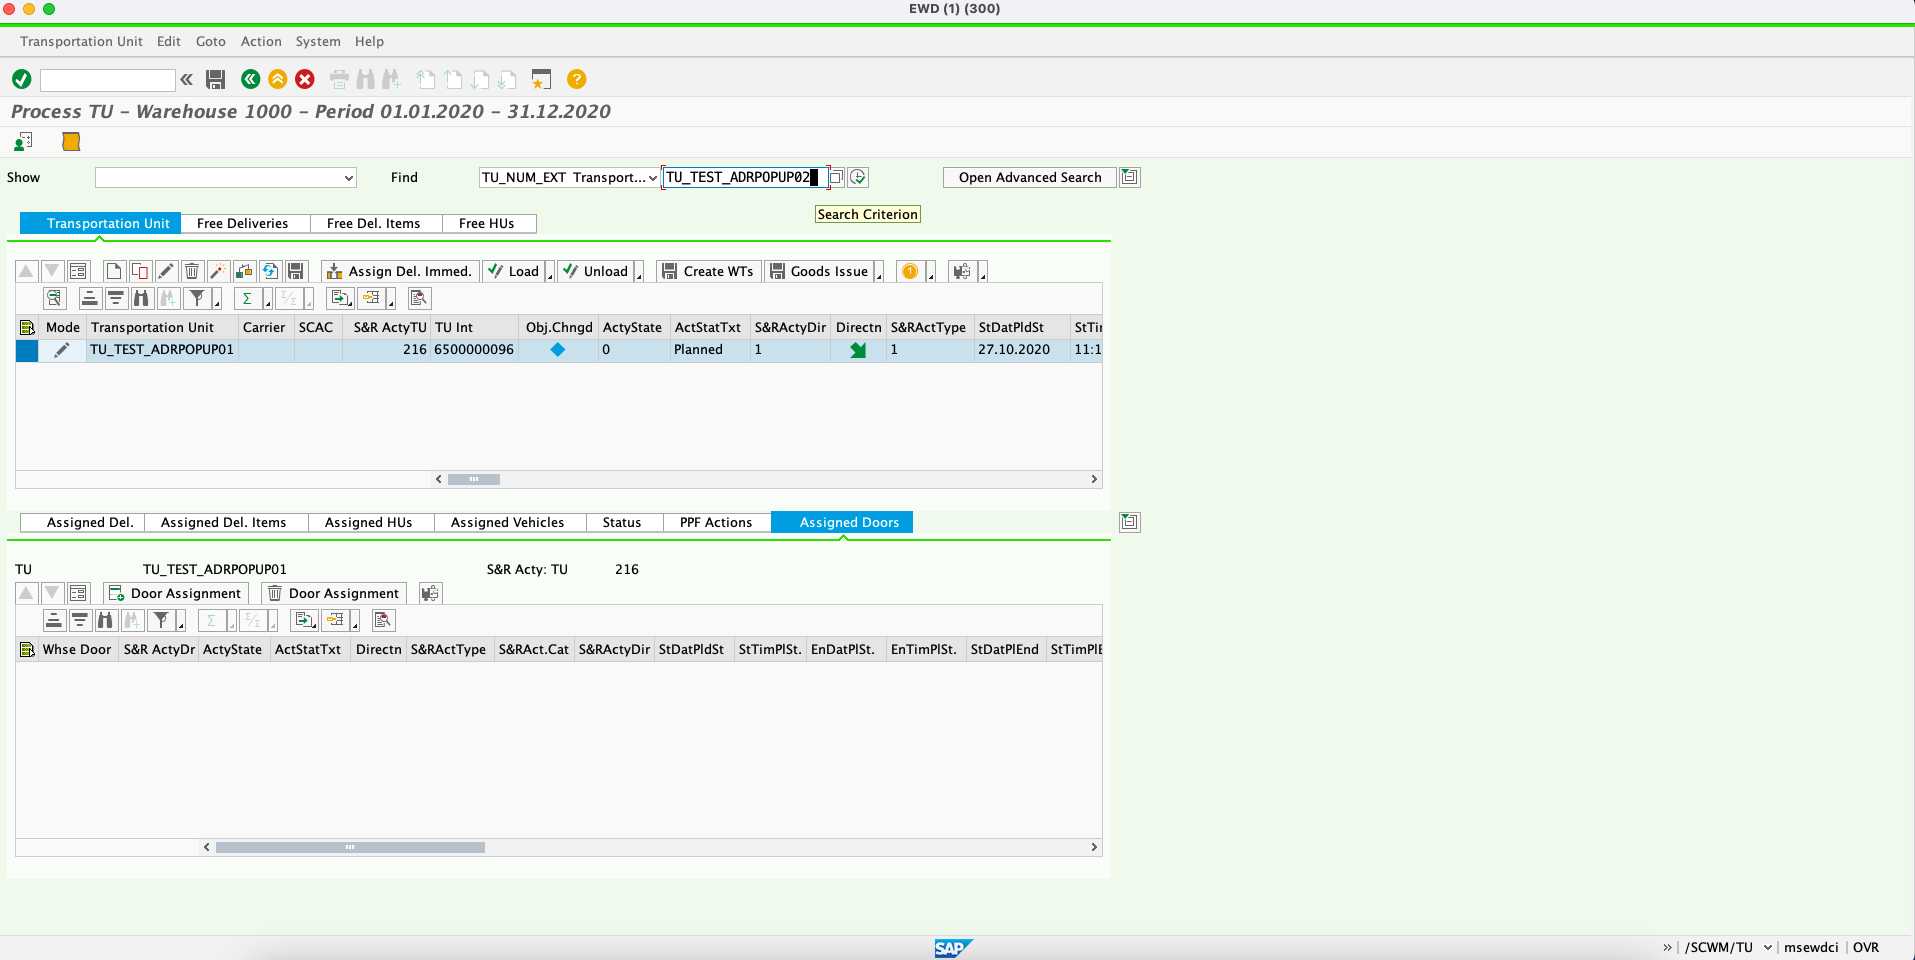 EWD (1) (300)
Transportation Unit Edit Goto Action System Help
Process TU - Warehouse 1000 - Period 01.01.2020 - 31.12.2020
Show Find TU_NUM_EXT Transport... TU_TEST_ADRPOPUP02 Open Advanced Search
Search Criterion
Transportation Unit Free Deliveries Free Del. Items Free HUs
Assign Del. Immed. Load Unload Create WTs Goods Issue
Mode Transportation Unit Carrier SCAC S&R ActyTU TU Int Obj.Chngd ActyState ActStatTxt S&RActyDir Directn S&RActType StDatPldSt StTi
TU_TEST_ADRPOPUP01 216 6500000096 0 Planned 1 1 27.10.2020 11:1
Assigned Del. Assigned Del. Items Assigned HUs Assigned Vehicles Status PPF Actions Assigned Doors
TU TU_TEST_ADRPOPUP01 S&R Acty: TU 216
Door Assignment Door Assignment
Whse Door S&R ActyDr ActyState ActStatTxt Directn S&RActType S&RAct.Cat S&RActyDir StDatPldSt StTimPlSt. EnDatPlSt. EnTimPlSt. StDatPlEnd StTimPlE
SAP /SCWM/TU msewdci OVR